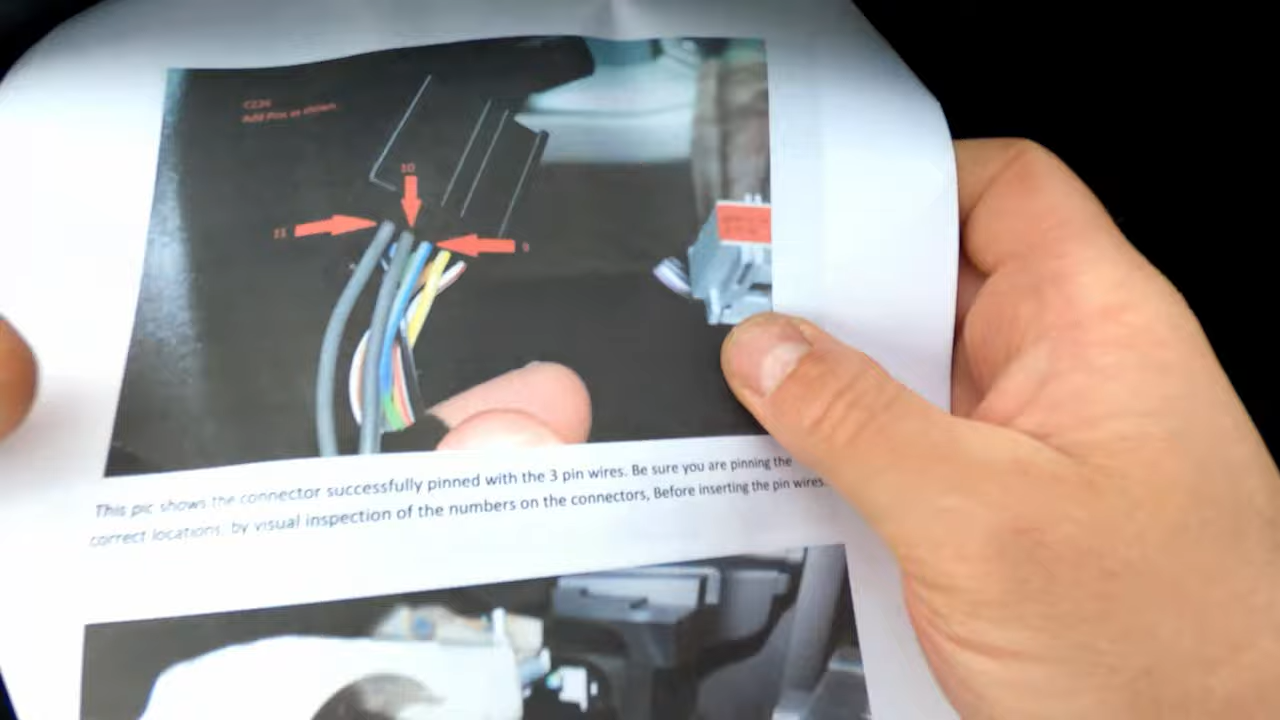 Add Pins as shown
10
11
9
This pic shows the connector successfully pinned with the 3 pin wires. Be sure you are pinning the
correct locations, by visual inspection of the numbers on the connectors, Before inserting the pin wires.